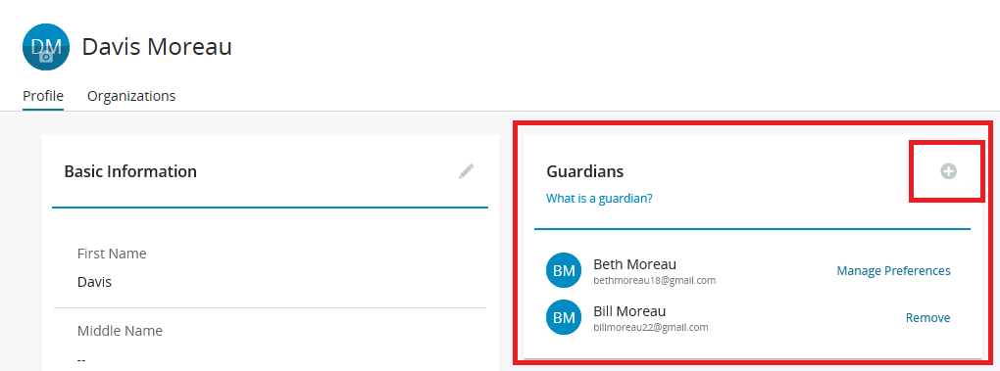 DM
Davis Moreau
Profile
Organizations
Basic Information
First Name
Davis
Middle Name
--
Guardians
What is a guardian?
BM
Beth Moreau
bethmoreau18@gmail.com
Manage Preferences
BM
Bill Moreau
billmoreau22@gmail.com
Remove